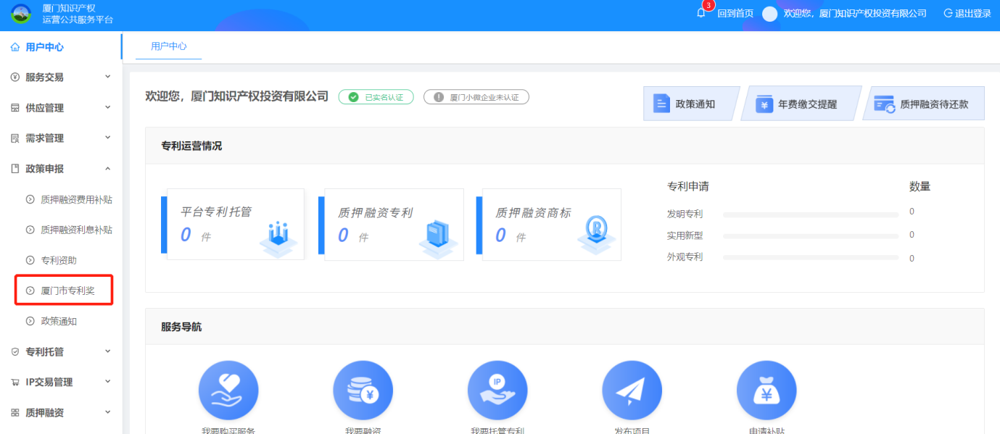 厦门知识产权
运营公共服务平台
3
回到首页
欢迎您，厦门知识产权投资有限公司
退出登录
用户中心
服务交易
供应管理
需求管理
政策申报
质押融资费用补贴
质押融资利息补贴
专利资助
厦门市专利奖
政策通知
专利托管
IP交易管理
质押融资
用户中心
欢迎您，厦门知识产权投资有限公司
已实名认证
厦门小微企业未认证
政策通知
年费缴交提醒
质押融资待还款
专利运营情况
平台专利托管
0 件
质押融资专利
0 件
质押融资商标
0 件
专利申请 数量
发明专利 0
实用新型 0
外观专利 0
服务导航
IP
我要购买服务
我要融资
我要托管专利
发布项目
申请补贴